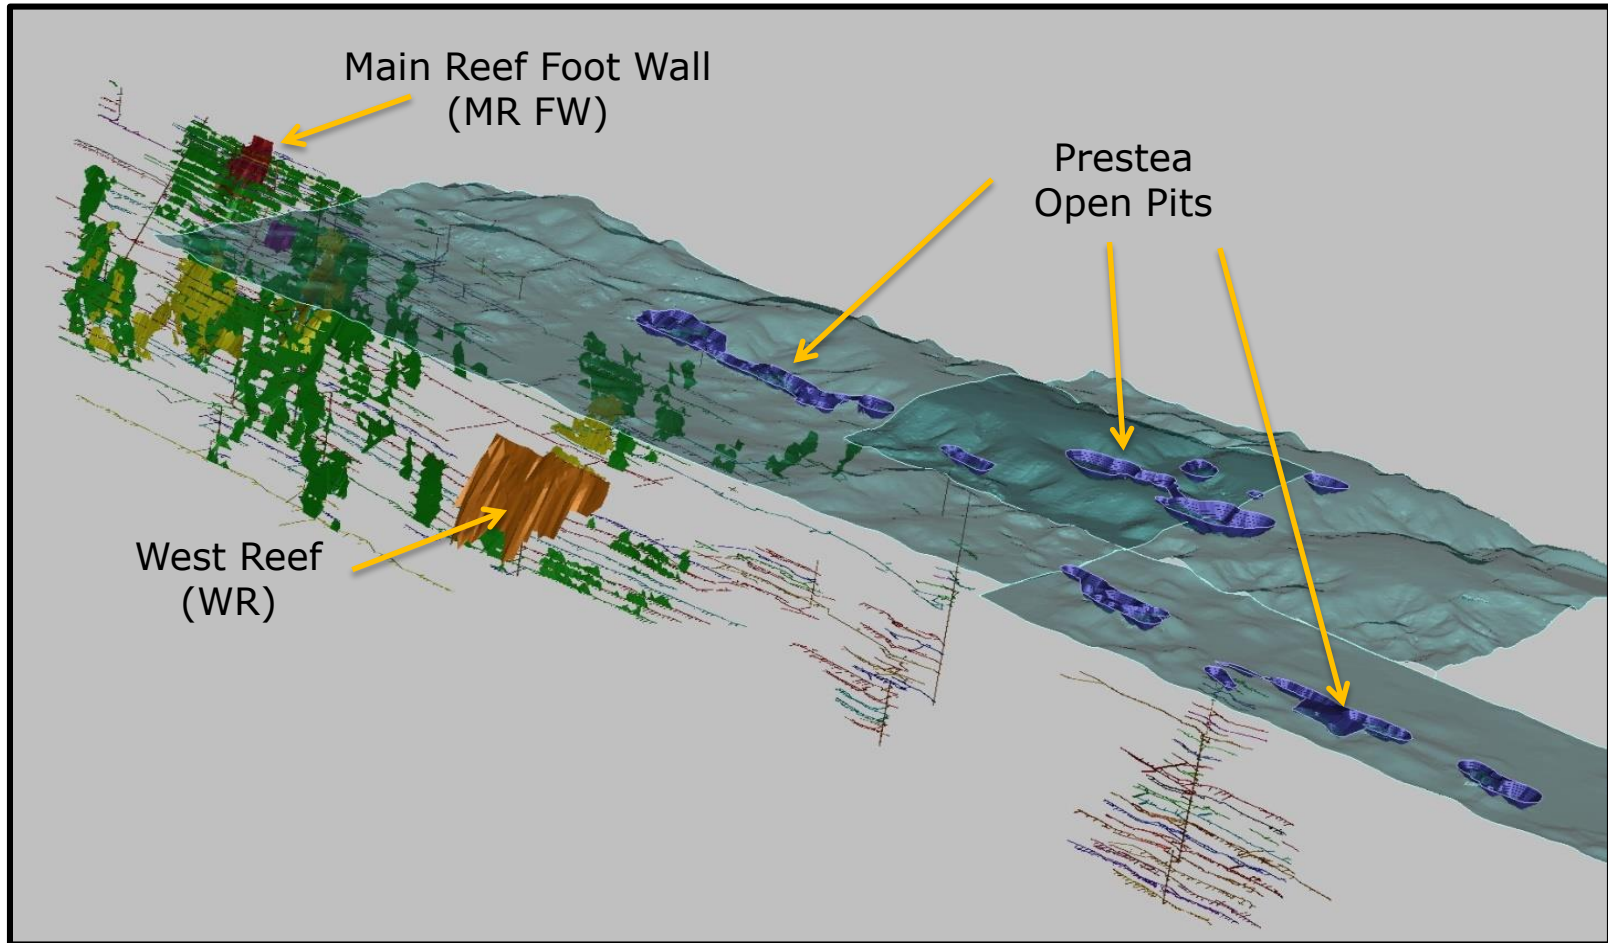 Main Reef Foot Wall
(MR FW)
Prestea
Open Pits
West Reef
(WR)